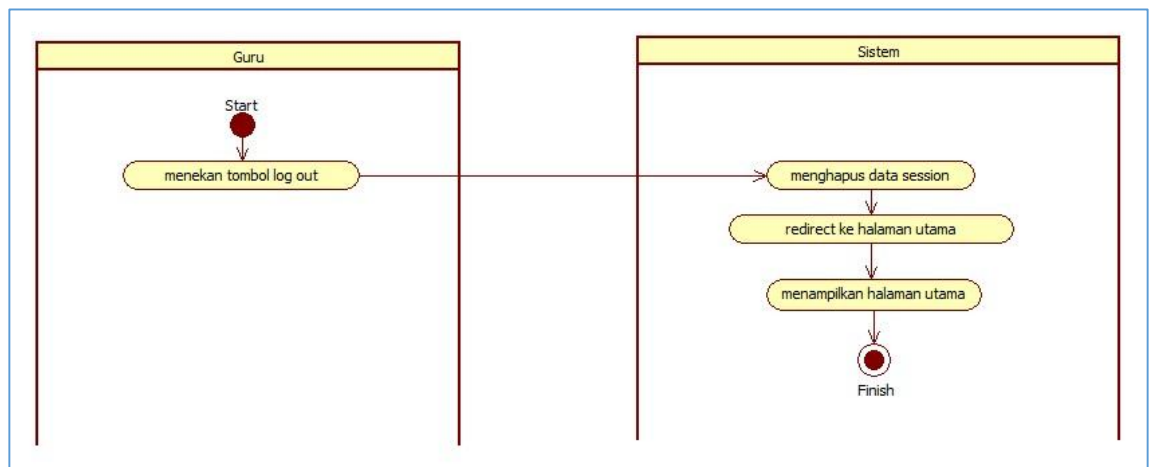 Guru
Sistem
Start
menekan tombol log out
menghapus data session
redirect ke halaman utama
menampilkan halaman utama
Finish